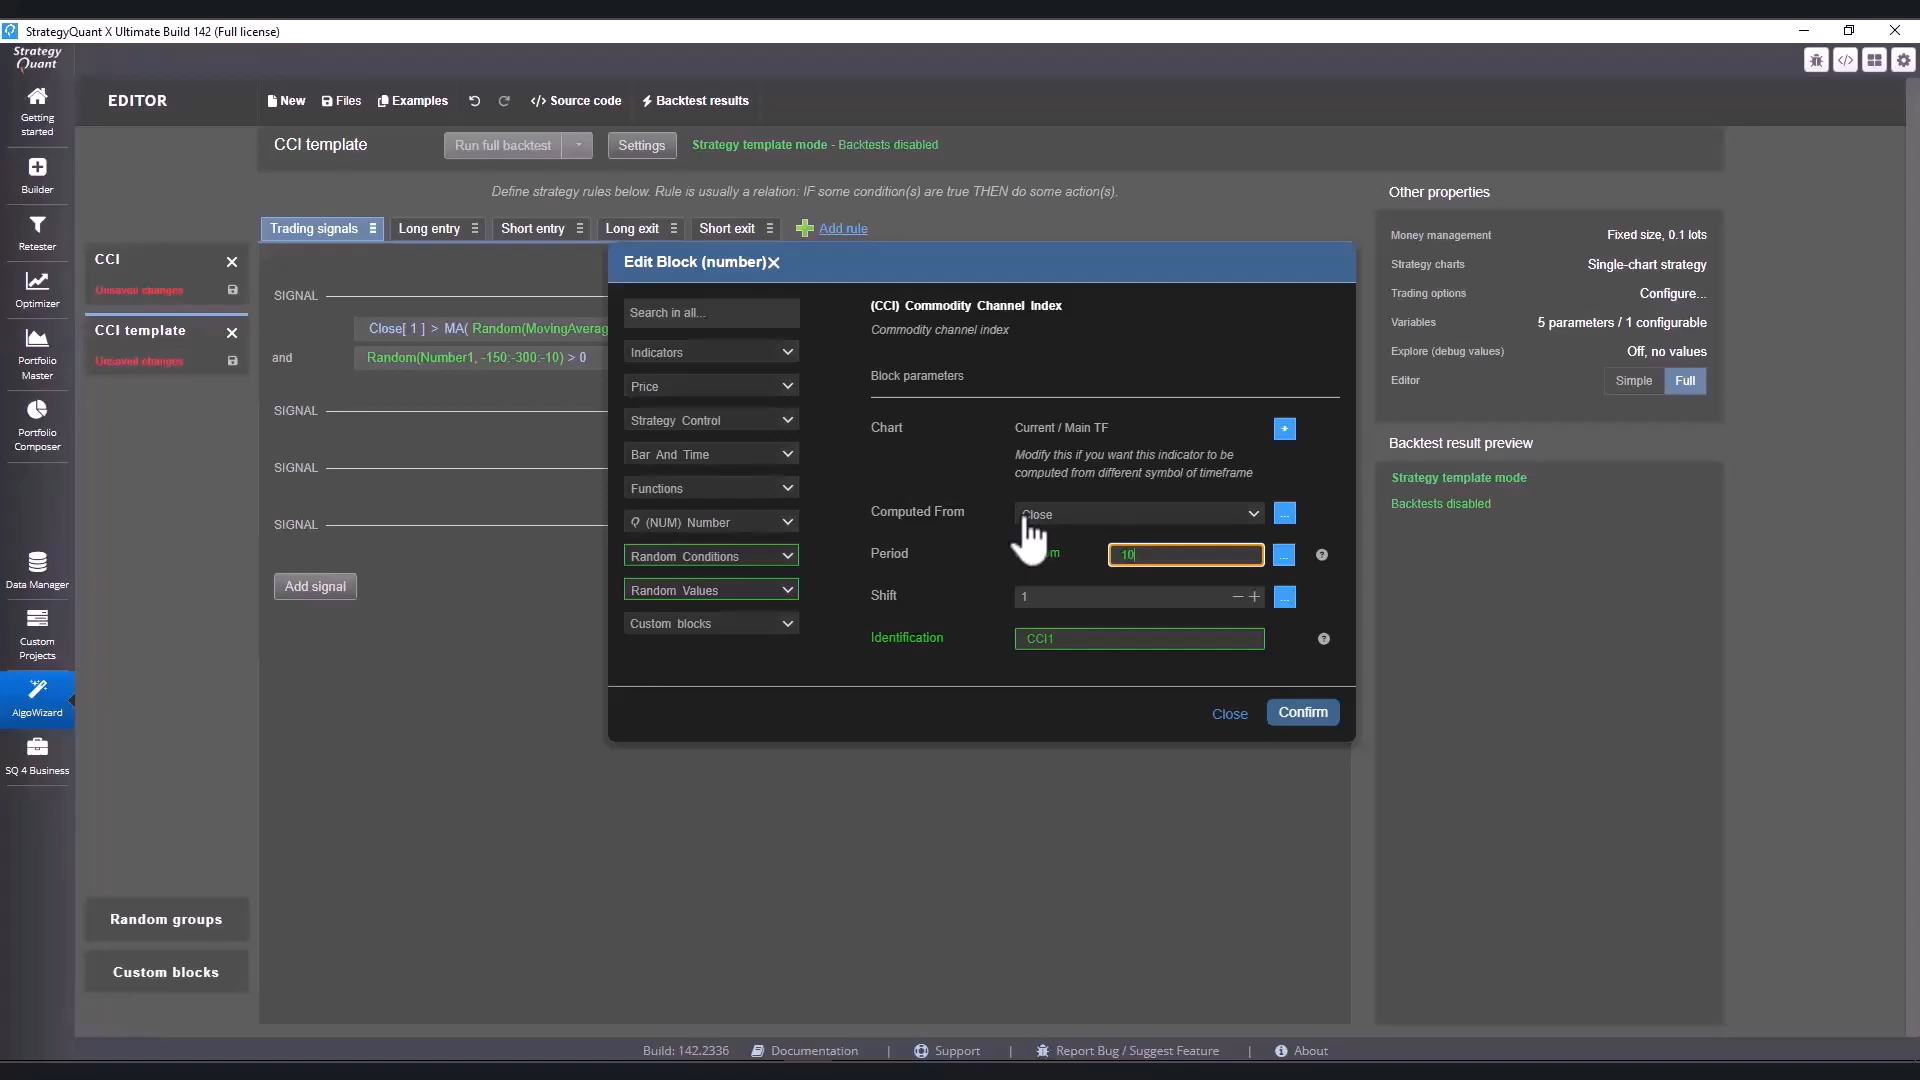 StrategyQuant X Ultimate Build 142 (Full license)
Strategy
Quant
EDITOR
New
Files
Examples
</> Source code
Backtest results
Getting
started
Builder
Retester
Optimizer
Portfolio
Master
Portfolio
Composer
Data Manager
Custom
Projects
AlgoWizard
SQ 4 Business
CCI
Unsaved changes
CCI template
Unsaved changes
Random groups
Custom blocks
CCI template
Run full backtest
Settings
Strategy template mode - Backtests disabled
Define strategy rules below. Rule is usually a relation: IF some condition(s) are true THEN do some action(s).
Trading signals
Long entry
Short entry
Long exit
Short exit
Add rule
SIGNAL
Close[ 1 ] > MA( Random(MovingAverag
and
Random(Number1, -150:-300:-10) > 0
SIGNAL
SIGNAL
SIGNAL
Add signal
Edit Block (number)
Search in all...
Indicators
Price
Strategy Control
Bar And Time
Functions
(NUM) Number
Random Conditions
Random Values
Custom blocks
(CCI) Commodity Channel Index
Commodity channel index
Block parameters
Chart
Current / Main TF
Modify this if you want this indicator to be
computed from different symbol of timeframe
Computed From
Close
...
Period
10
...
Shift
1
...
Identification
CCI1
Close
Confirm
Other properties
Money management
Fixed size, 0.1 lots
Strategy charts
Single-chart strategy
Trading options
Configure...
Variables
5 parameters / 1 configurable
Explore (debug values)
Off, no values
Editor
Simple
Full
Backtest result preview
Strategy template mode
Backtests disabled
Build: 142.2336
Documentation
|
Support
|
Report Bug / Suggest Feature
|
About